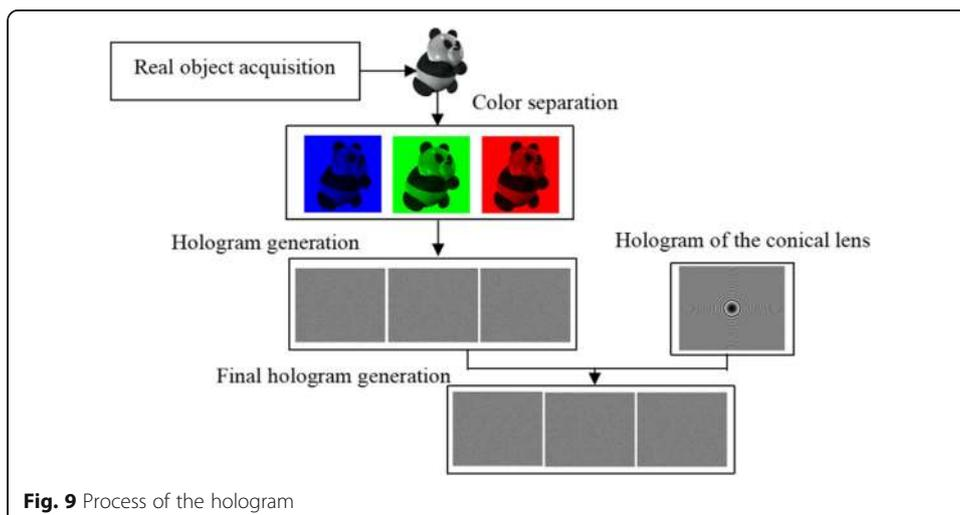 Real object acquisition
Color separation
Hologram generation
Hologram of the conical lens
Final hologram generation
Fig. 9 Process of the hologram